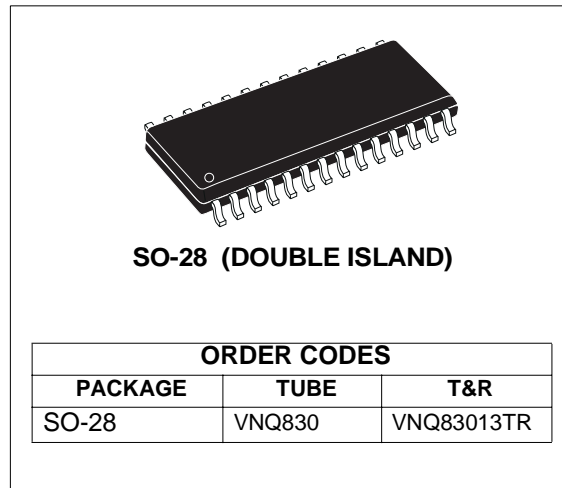 SO-28 (DOUBLE ISLAND)
ORDER CODES
PACKAGE TUBE T&R
SO-28 VNQ830 VNQ83013TR